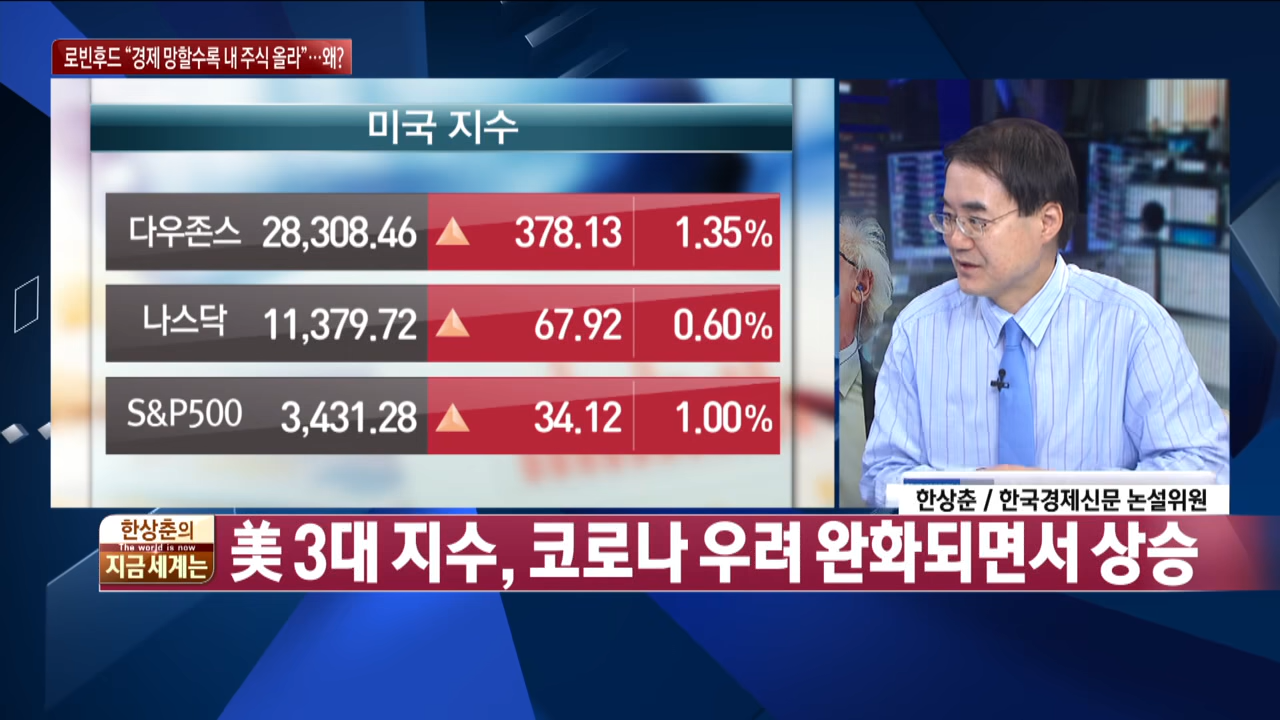 로빈후드 “경제 망할수록 내 주식 올라”…왜?
미국 지수
다우존스 28,308.46 ▲ 378.13 1.35%
나스닥 11,379.72 ▲ 67.92 0.60%
S&P500 3,431.28 ▲ 34.12 1.00%
한상춘 / 한국경제신문 논설위원
한상춘의
The world is now
지금 세계는
美 3대 지수, 코로나 우려 완화되면서 상승